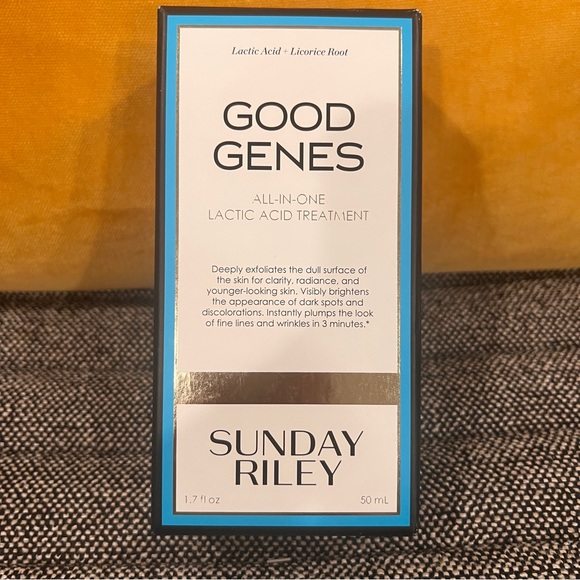 Lactic Acid + Licorice Root
GOOD
GENES
ALL-IN-ONE
LACTIC ACID TREATMENT
Deeply exfoliates the dull surface of
the skin for clarity, radiance, and
younger-looking skin. Visibly brightens
the appearance of dark spots and
discolorations. Instantly plumps the look
of fine lines and wrinkles in 3 minutes.*
SUNDAY
RILEY
1.7 fl oz 50 mL